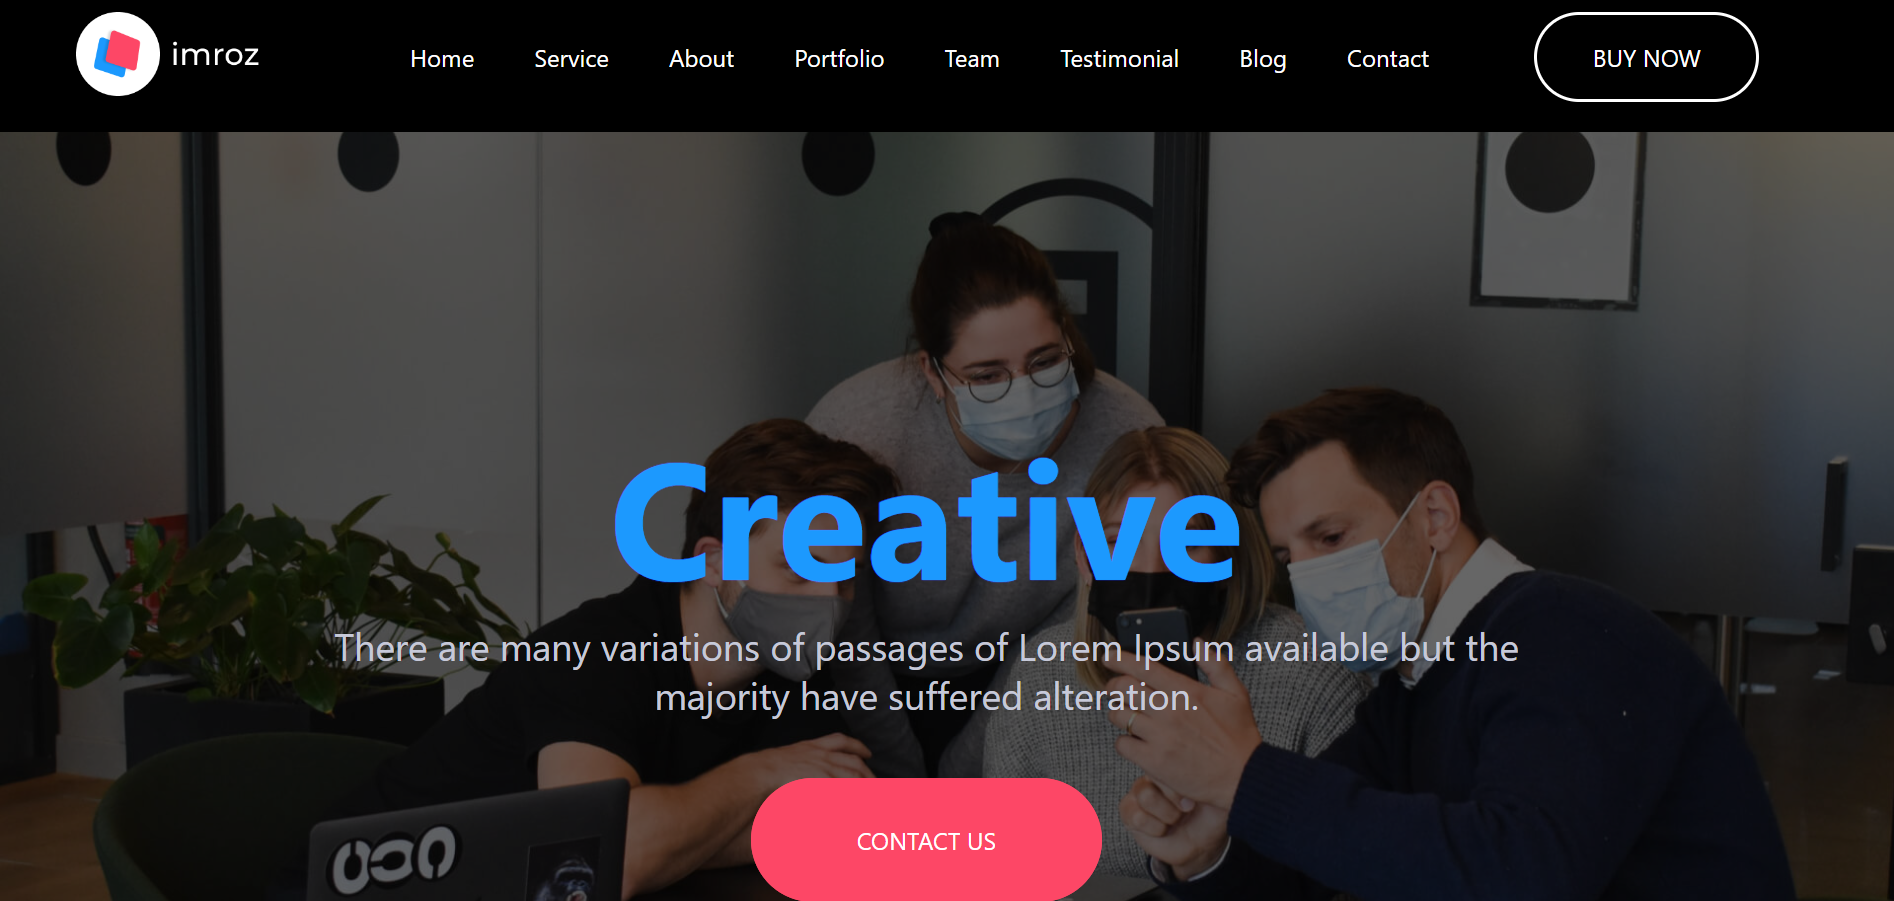 imroz
Home Service About Portfolio Team Testimonial Blog Contact
BUY NOW
Creative
There are many variations of passages of Lorem Ipsum available but the
majority have suffered alteration.
CONTACT US